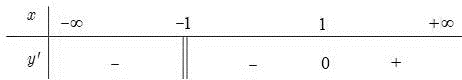 x −∞ −1 1 +∞
y′ − || − 0 +